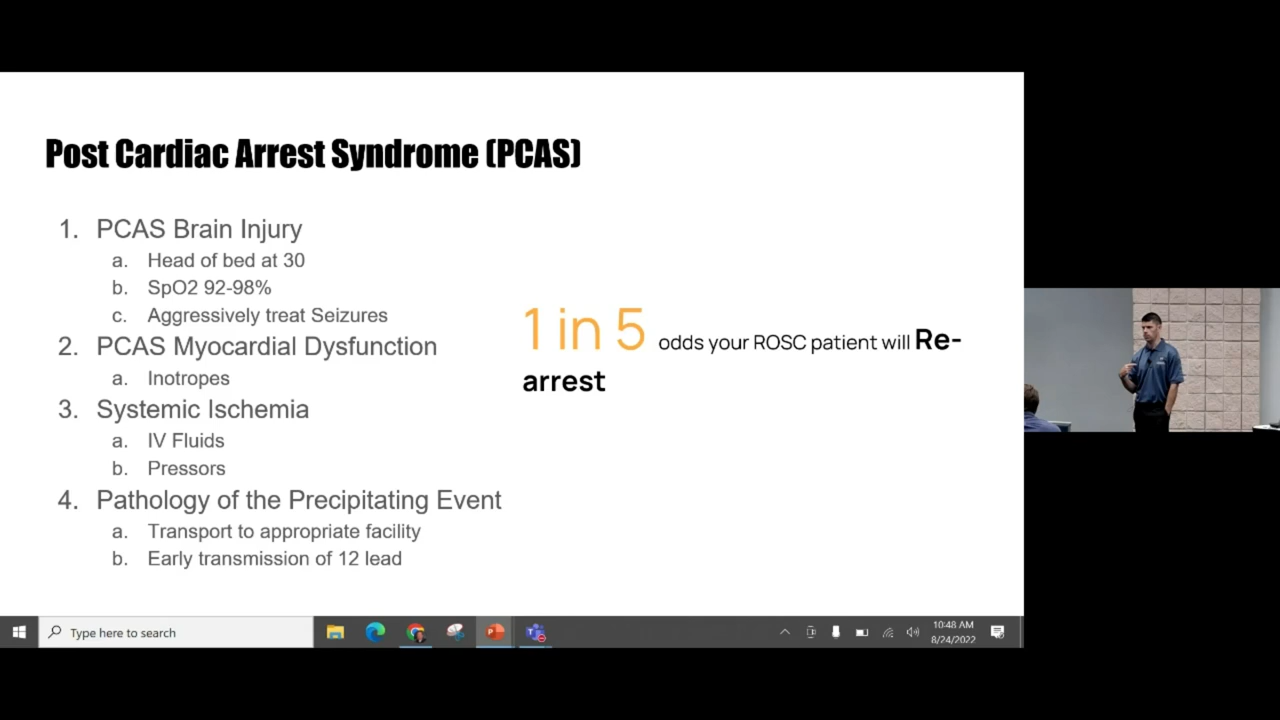 Post Cardiac Arrest Syndrome (PCAS)
1. PCAS Brain Injury
a. Head of bed at 30
b. SpO2 92-98%
c. Aggressively treat Seizures
2. PCAS Myocardial Dysfunction
a. Inotropes
3. Systemic Ischemia
a. IV Fluids
b. Pressors
4. Pathology of the Precipitating Event
a. Transport to appropriate facility
b. Early transmission of 12 lead
1 in 5 odds your ROSC patient will Re-
arrest
Type here to search
10:48 AM
8/24/2022